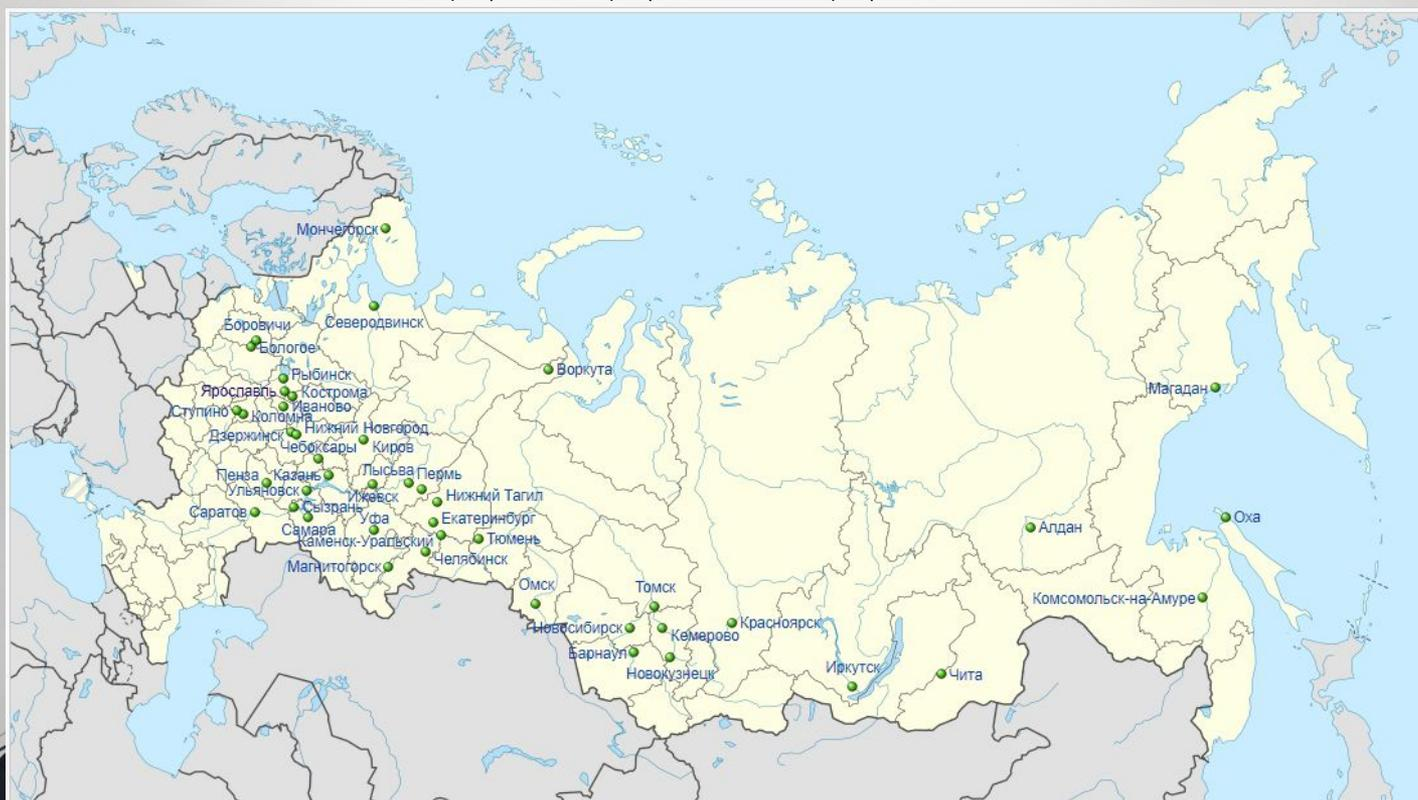 Мончегорск
Северодвинск
Боровичи
Бологое
Воркута
Рыбинск
Ярославль
Кострома
Магадан
Иваново
Ступино
Коломна
Нижний Новгород
Дзержинск
Чебоксары
Киров
Лысьва
Пермь
Пенза
Казань
Ульяновск
Ижевск
Нижний Тагил
Сызрань
Саратов
Уфа
Екатеринбург
Оха
Самара
Алдан
Каменск-Уральский
Тюмень
Челябинск
Магнитогорск
Омск
Томск
Комсомольск-на-Амуре
Новосибирск
Красноярск
Кемерово
Барнаул
Иркутск
Новокузнецк
Чита